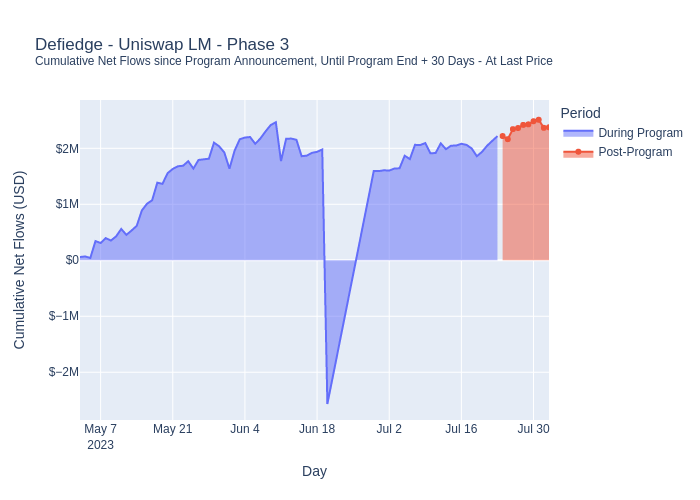 Defiedge - Uniswap LM - Phase 3
Cumulative Net Flows since Program Announcement, Until Program End + 30 Days - At Last Price
Period
During Program
Post-Program
Cumulative Net Flows (USD)
$2M
$1M
$0
$−1M
$−2M
May 7
2023
May 21
Jun 4
Jun 18
Jul 2
Jul 16
Jul 30
Day